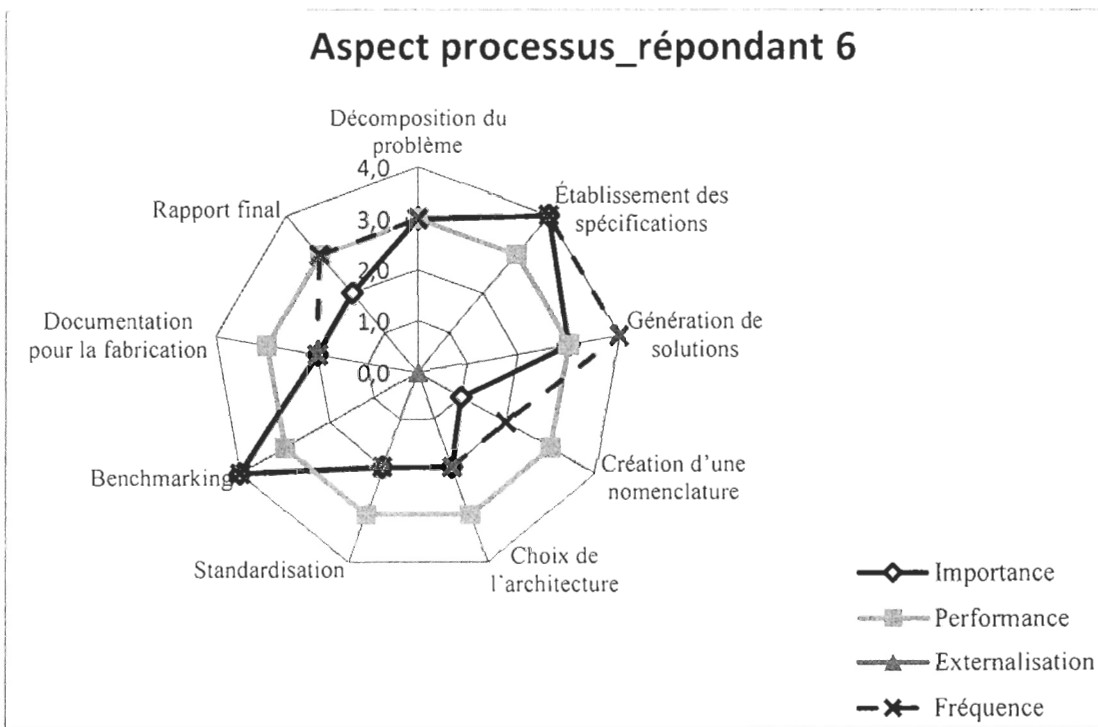 Aspect processus_répondant 6
Décomposition du
problème
4,0
3,0
2,0
1,0
0,0
Établissement des
spécifications
Génération de
solutions
Création d’une
nomenclature
Choix de
l’architecture
Standardisation
Benchmarking
Documentation
pour la fabrication
Rapport final
Importance
Performance
Externalisation
Fréquence